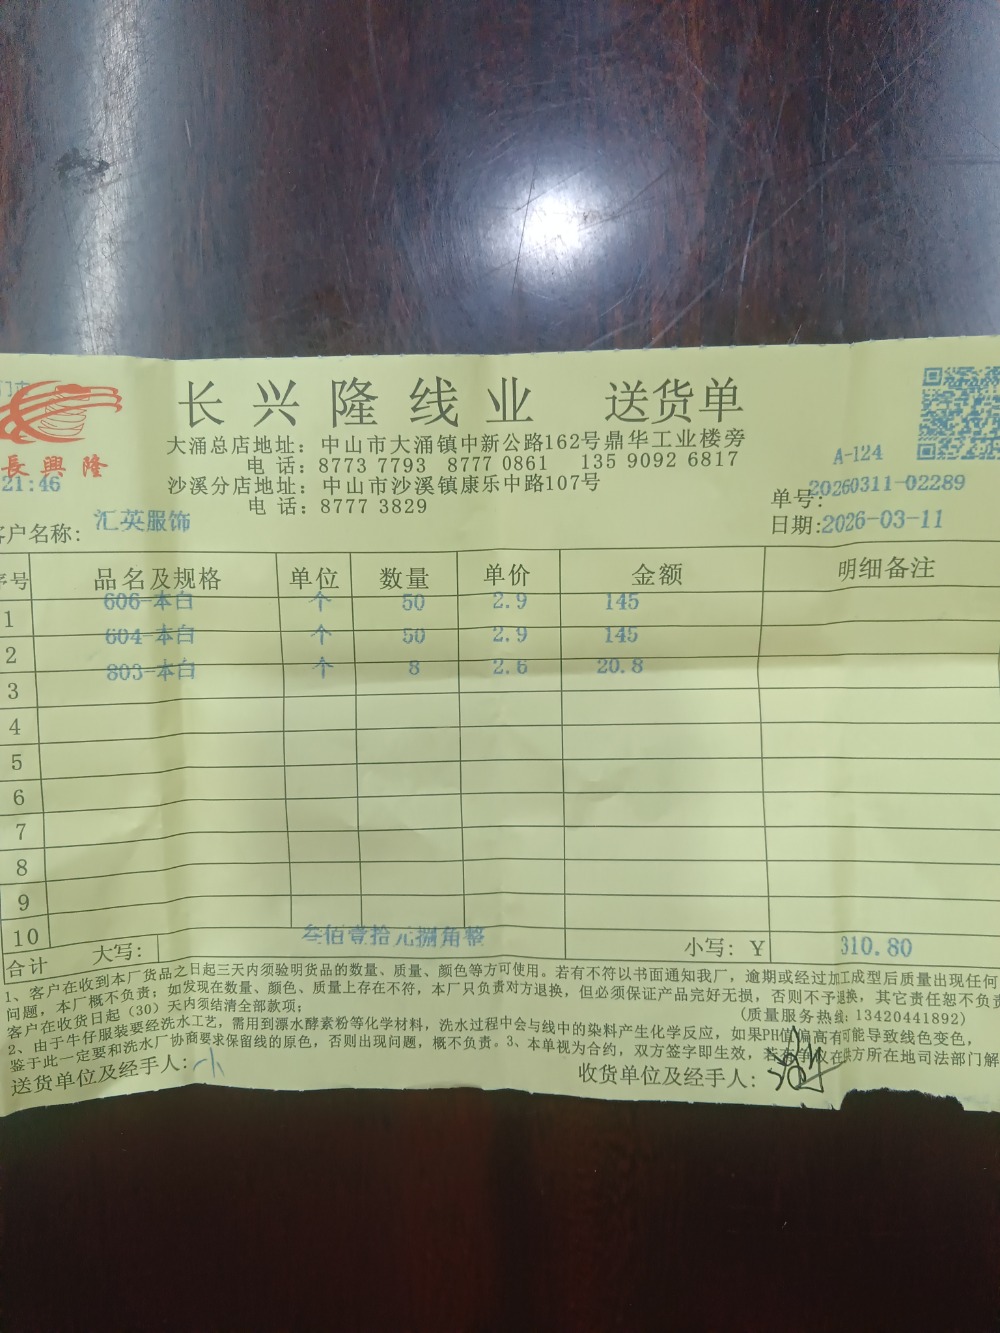 长兴隆线业 送货单
大涌总店地址：中山市大涌镇中新公路162号鼎华工业楼旁
电 话：8773 7793 8777 0861 135 9092 6817
A-124
長興隆
21:46
沙溪分店地址：中山市沙溪镇康乐中路107号
电 话：8777 3829
单号：20260311-02289
日期：2026-03-11
客户名称：汇英服饰
序号 品名及规格 单位 数量 单价 金额 明细备注
1 606-本白 个 50 2.9 145
2 604-本白 个 50 2.9 145
3 803-本白 个 8 2.6 20.8
4
5
6
7
8
9
10
合计 大写：叁佰壹拾元捌角整 小写：￥ 310.80
1、客户在收到本厂货品之日起三天内须验明货品的数量、质量、颜色等方可使用。若有不符以书面通知我厂，逾期或经过加工成型后质量出现任何
问题，本厂概不负责；如发现在数量、颜色、质量上存在不符，本厂只负责对方退换，但必须保证产品完好无损，否则不予退换，其它责任恕不负责
客户在收货日起（30）天内须结清全部款项； （质量服务热线：13420441892）
2、由于牛仔服装要经洗水工艺，需用到漂水酵素粉等化学材料，洗水过程中会与线中的染料产生化学反应，如果PH值偏高有可能导致线色变色，
鉴于此一定要和洗水厂协商要求保留线的原色，否则出现问题，概不负责。3、本单视为合约，双方签字即生效，若有争议在供方所在地司法部门解
送货单位及经手人：小 收货单位及经手人：